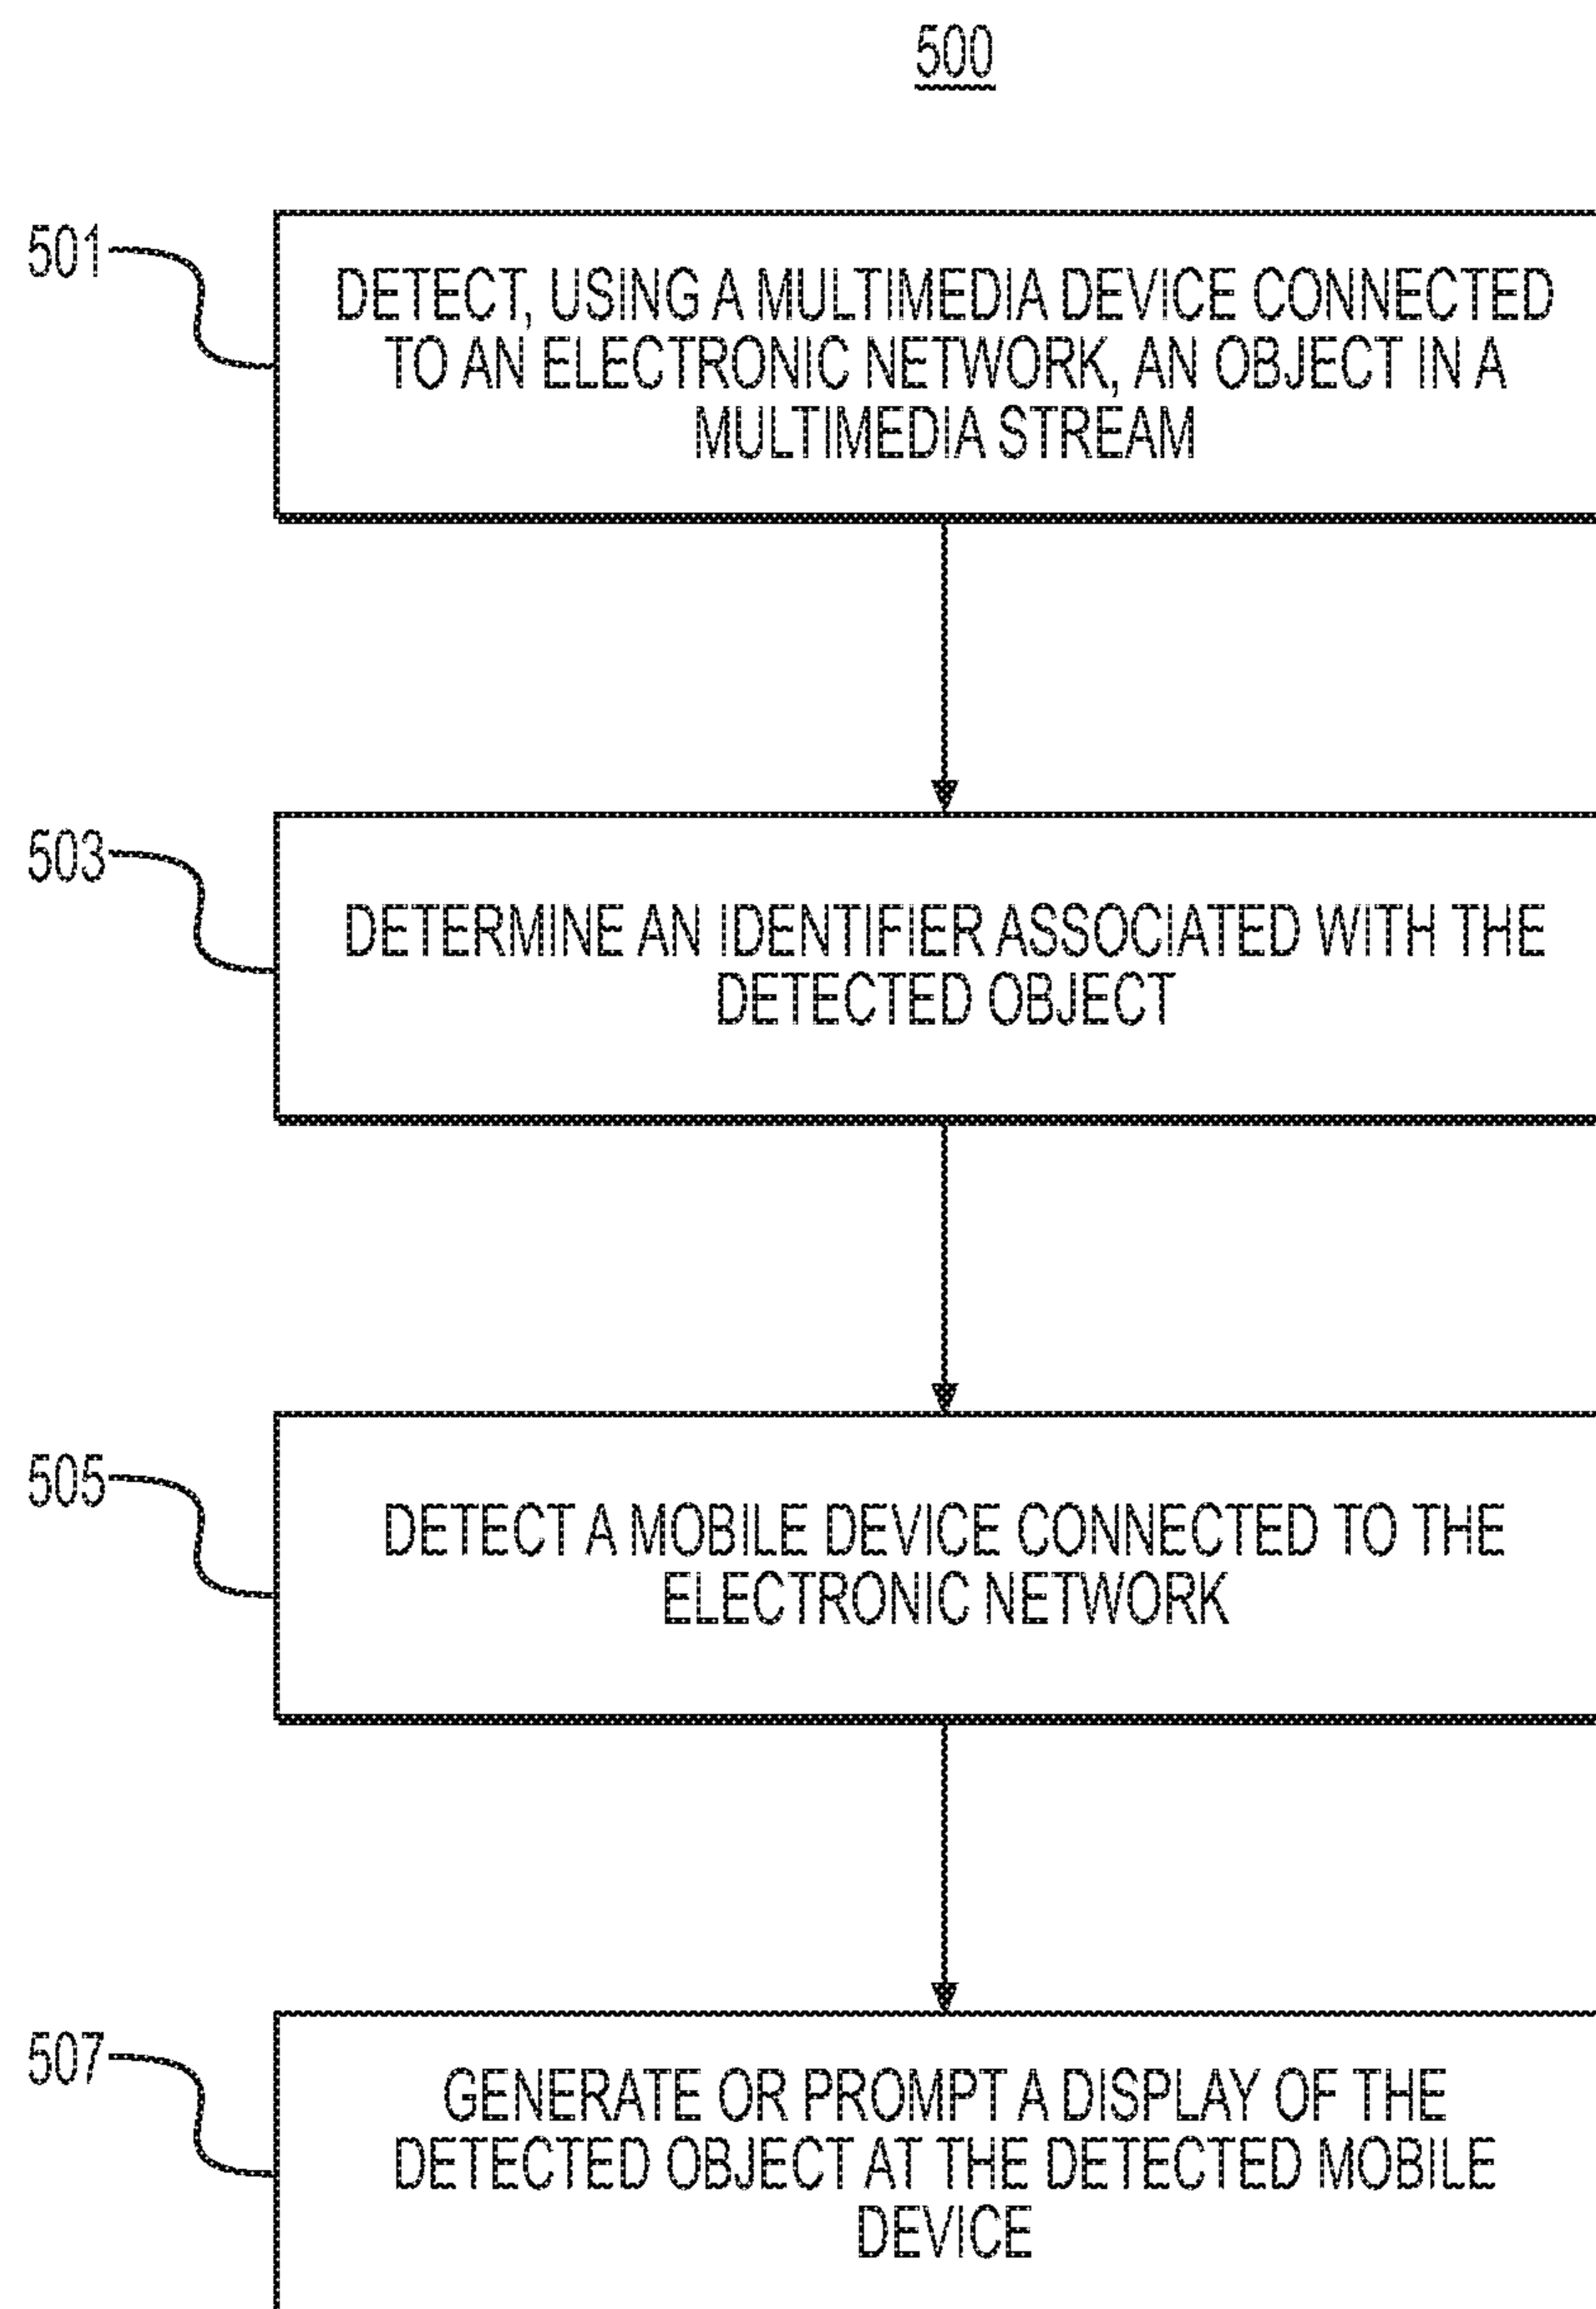 500
501
DETECT, USING A MULTIMEDIA DEVICE CONNECTED
TO AN ELECTRONIC NETWORK, AN OBJECT IN A
MULTIMEDIA STREAM
503
DETERMINE AN IDENTIFIER ASSOCIATED WITH THE
DETECTED OBJECT
505
DETECT A MOBILE DEVICE CONNECTED TO THE
ELECTRONIC NETWORK
507
GENERATE OR PROMPT A DISPLAY OF THE
DETECTED OBJECT AT THE DETECTED MOBILE
DEVICE